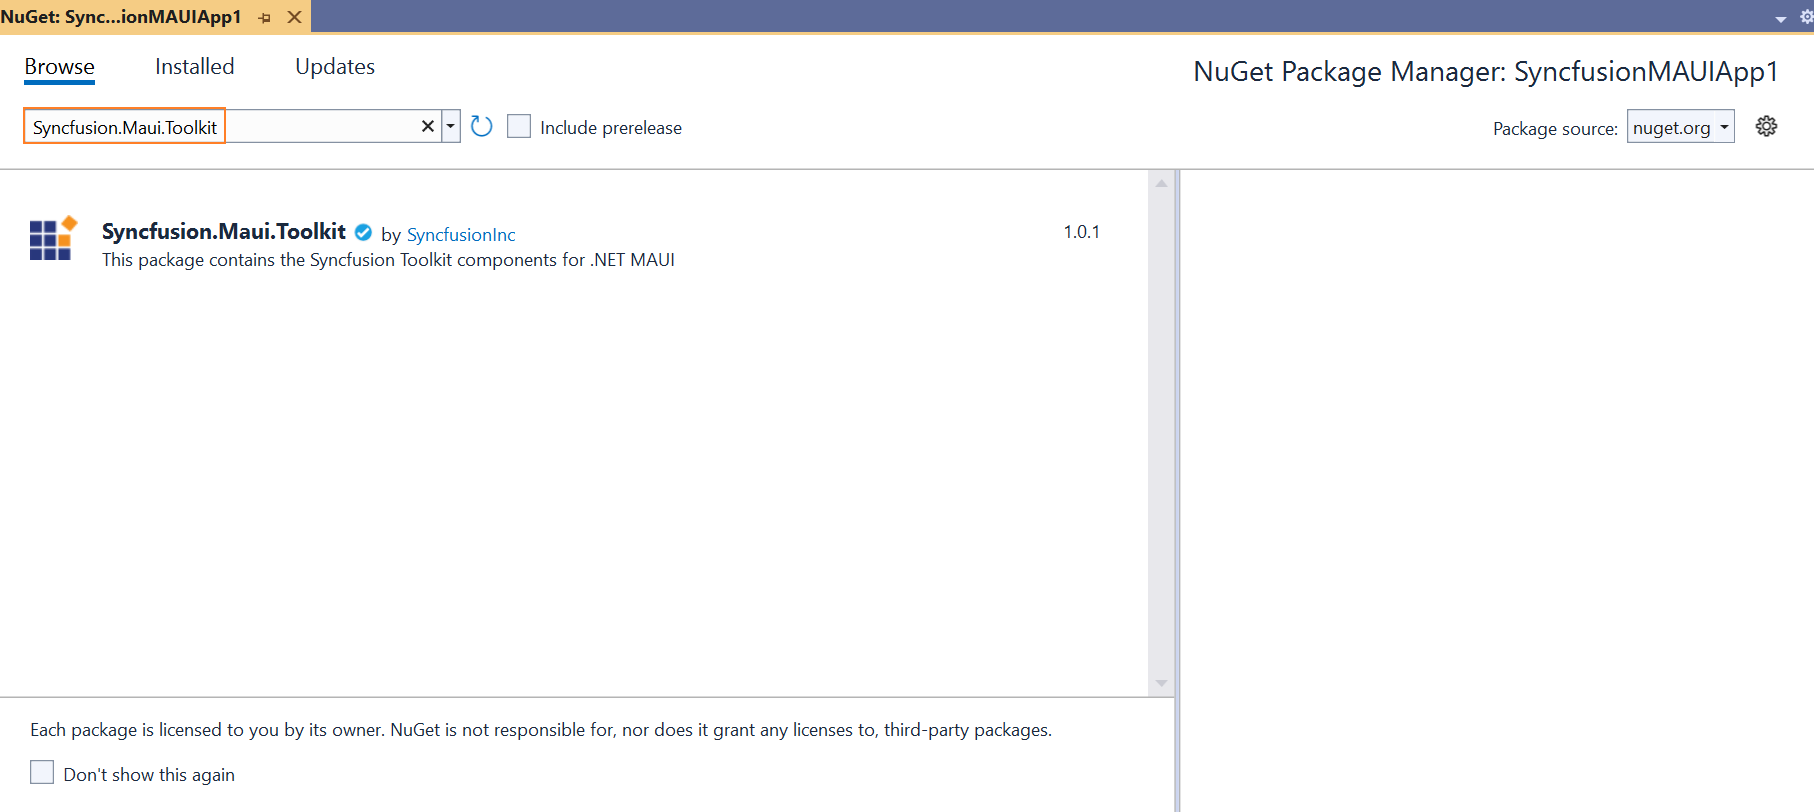 NuGet: Sync...ionMAUIApp1
Browse
Installed
Updates
NuGet Package Manager: SyncfusionMAUIApp1
Syncfusion.Maui.Toolkit
Include prerelease
Package source: nuget.org
Syncfusion.Maui.Toolkit by SyncfusionInc
1.0.1
This package contains the Syncfusion Toolkit components for .NET MAUI
Each package is licensed to you by its owner. NuGet is not responsible for, nor does it grant any licenses to, third-party packages.
Don't show this again